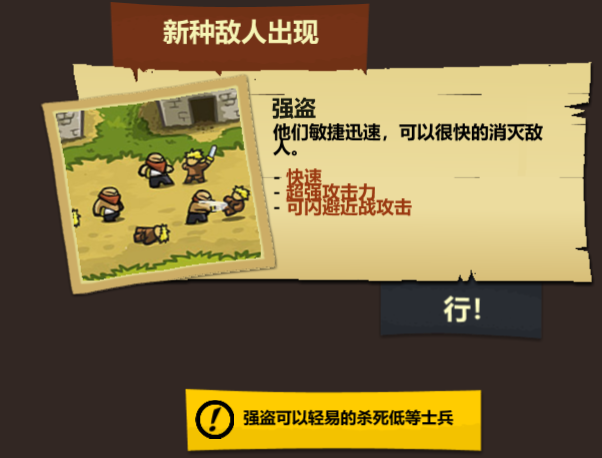 新种敌人出现
强盗
他们敏捷迅速，可以很快的消灭敌
人。
- 快速
- 超强攻击力
- 可闪避近战攻击
行!
强盗可以轻易的杀死低等士兵